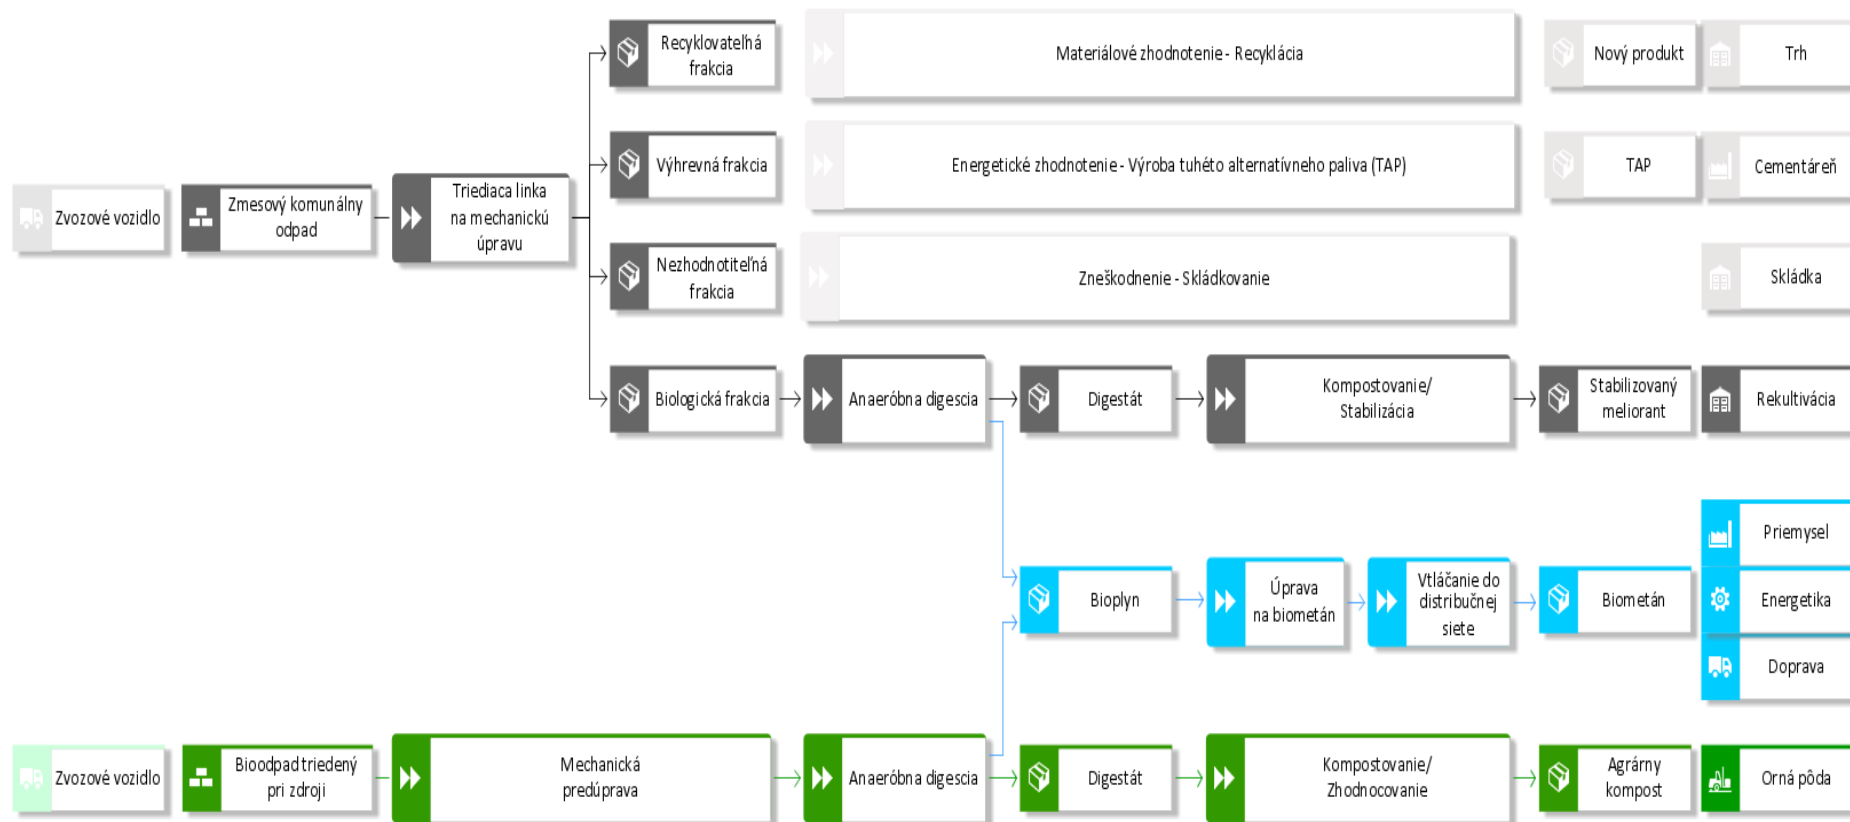 Recyklovateľná
frakcia
Materiálové zhodnotenie - Recyklácia
Nový produkt
Trh
Výhrevná frakcia
Energetické zhodnotenie - Výroba tuhéto alternatívneho paliva (TAP)
TAP
Cementáreň
Zvozové vozidlo
Zmesový komunálny
odpad
Triediaca linka
na mechanickú
úpravu
Nezhodnotiteľná
frakcia
Zneškodnenie - Skládkovanie
Skládka
Biologická frakcia
Anaeróbna digescia
Digestát
Kompostovanie/
Stabilizácia
Stabilizovaný
meliorant
Rekultivácia
Priemysel
Bioplyn
Úprava
na biometán
Vtláčanie do
distribučnej
siete
Biometán
Energetika
Doprava
Zvozové vozidlo
Bioodpad triedený
pri zdroji
Mechanická
predúprava
Anaeróbna digescia
Digestát
Kompostovanie/
Zhodnocovanie
Agrárny
kompost
Orná pôda